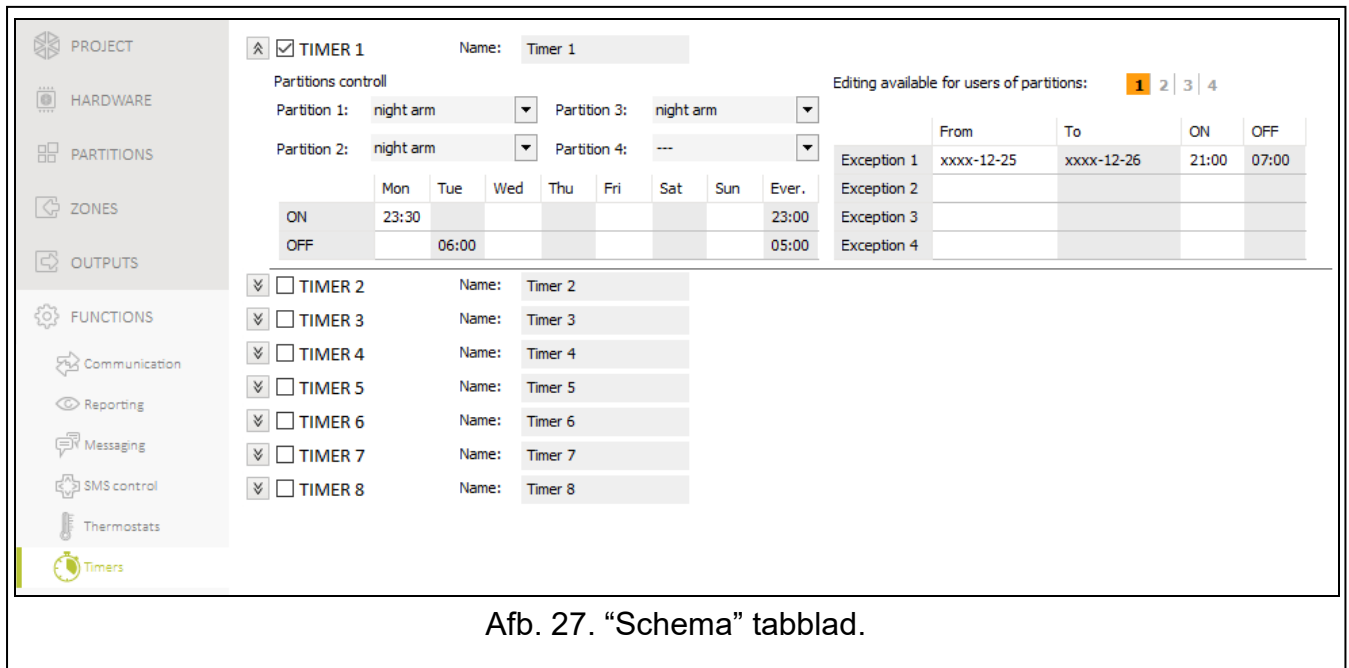 PROJECT
HARDWARE
PARTITIONS
ZONES
OUTPUTS
FUNCTIONS
Communication
Reporting
Messaging
SMS control
Thermostats
Timers
TIMER 1 Name: Timer 1
Partitions controll
Partition 1: night arm Partition 3: night arm
Partition 2: night arm Partition 4: ---
Mon Tue Wed Thu Fri Sat Sun Ever.
ON 23:30 23:00
OFF 06:00 05:00
Editing available for users of partitions: 1 2 3 4
From To ON OFF
Exception 1 xxxx-12-25 xxxx-12-26 21:00 07:00
Exception 2
Exception 3
Exception 4
TIMER 2 Name: Timer 2
TIMER 3 Name: Timer 3
TIMER 4 Name: Timer 4
TIMER 5 Name: Timer 5
TIMER 6 Name: Timer 6
TIMER 7 Name: Timer 7
TIMER 8 Name: Timer 8
Afb. 27. “Schema” tabblad.